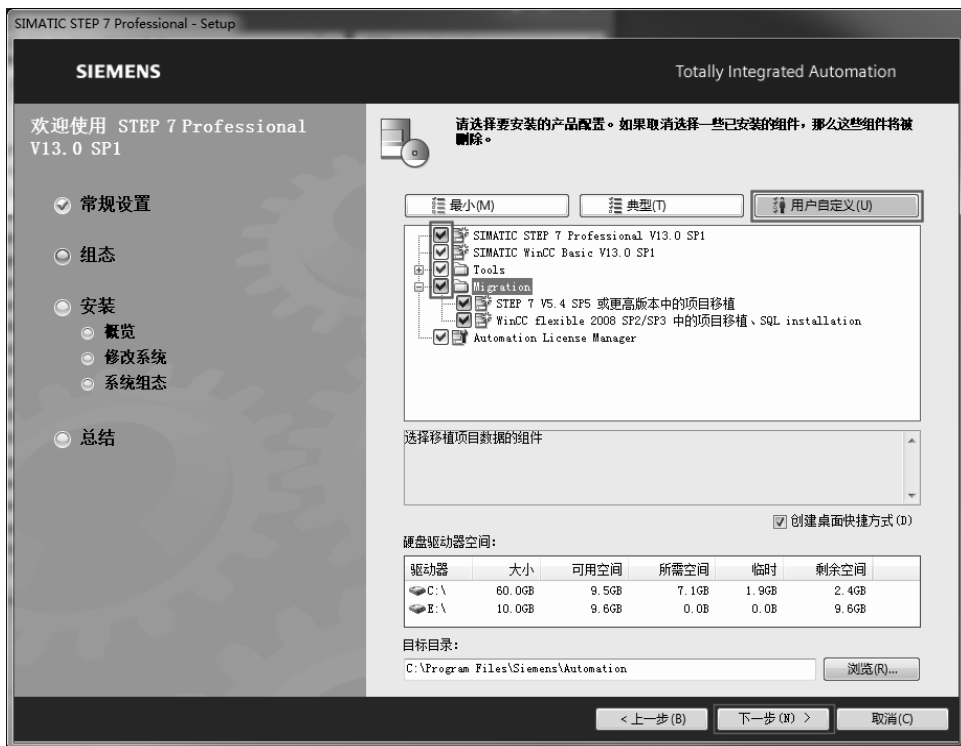 SIMATIC STEP 7 Professional - Setup
SIEMENS
Totally Integrated Automation
欢迎使用 STEP 7 Professional
V13.0 SP1
常规设置
组态
安装
概览
修改系统
系统组态
总结
请选择要安装的产品配置。如果取消选择一些已安装的组件，那么这些组件将被
删除。
最小(M)
典型(T)
用户自定义(U)
SIMATIC STEP 7 Professional V13.0 SP1
SIMATIC WinCC Basic V13.0 SP1
Tools
Migration
STEP 7 V5.4 SP5 或更高版本中的项目移植
WinCC flexible 2008 SP2/SP3 中的项目移植、SQL installation
Automation License Manager
选择移植项目数据的组件
创建桌面快捷方式(D)
硬盘驱动器空间：
驱动器 大小 可用空间 所需空间 临时 剩余空间
C:\ 60.0GB 9.5GB 7.1GB 1.9GB 2.4GB
E:\ 10.0GB 9.6GB 0.0B 0.0B 9.6GB
目标目录：
C:\Program Files\Siemens\Automation
浏览(R)...
<上一步(B)
下一步(N) >
取消(C)